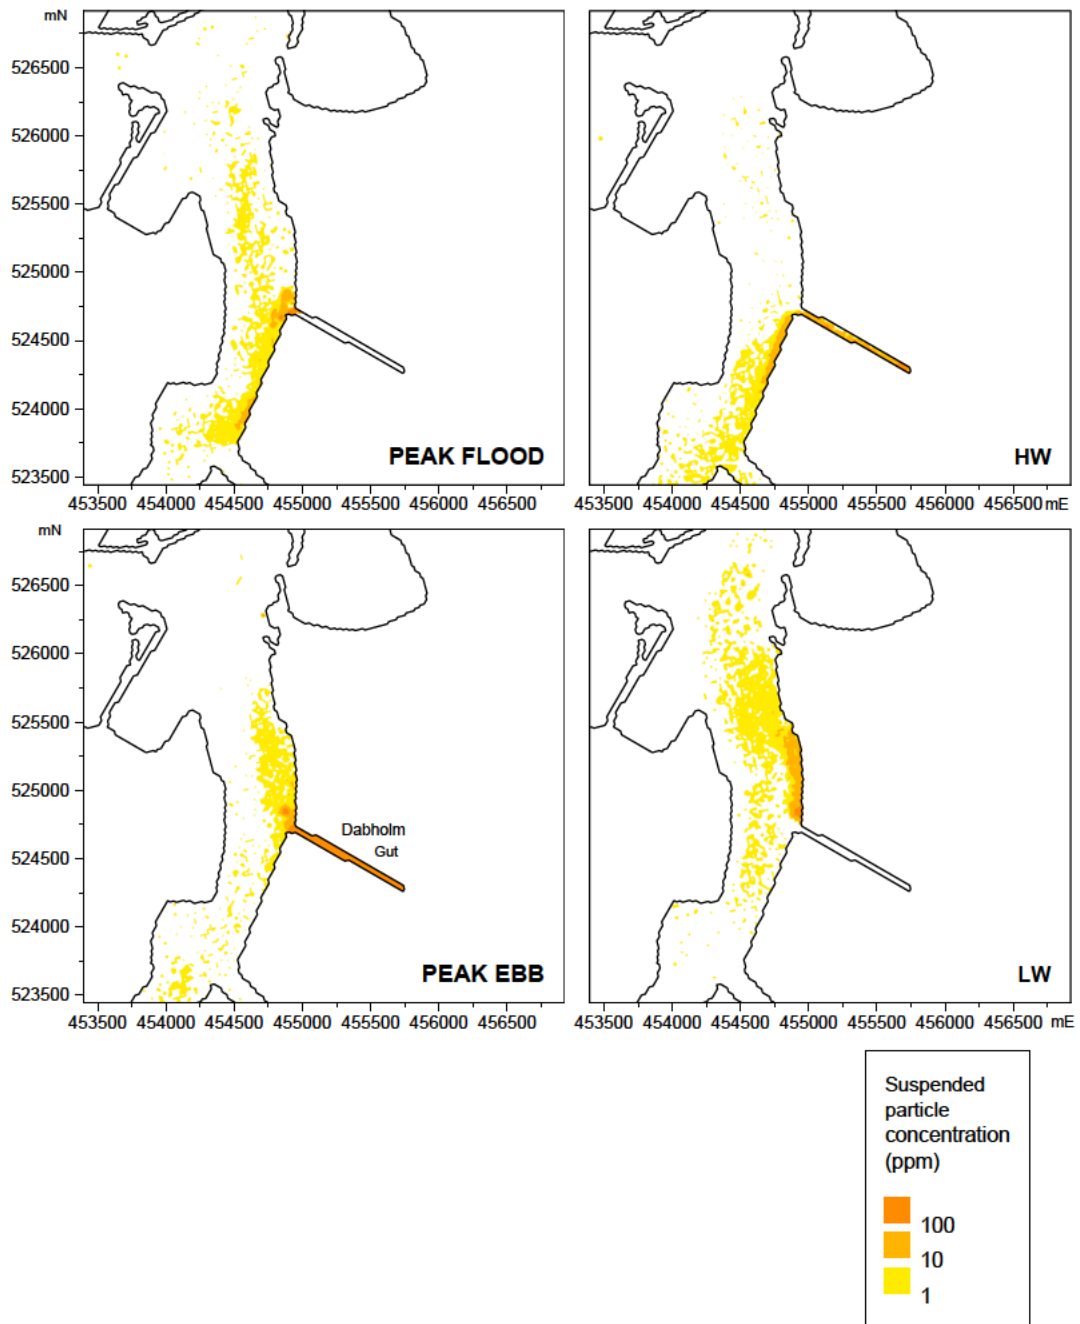 mN
526500
526000
525500
525000
524500
524000
523500
PEAK FLOOD
HW
453500 454000 454500 455000 455500 456000 456500
453500 454000 454500 455000 455500 456000 456500 mE
mN
526500
526000
525500
525000
524500
524000
523500
Dabholm
Gut
PEAK EBB
LW
453500 454000 454500 455000 455500 456000 456500
453500 454000 454500 455000 455500 456000 456500 mE
Suspended
particle
concentration
(ppm)
100
10
1